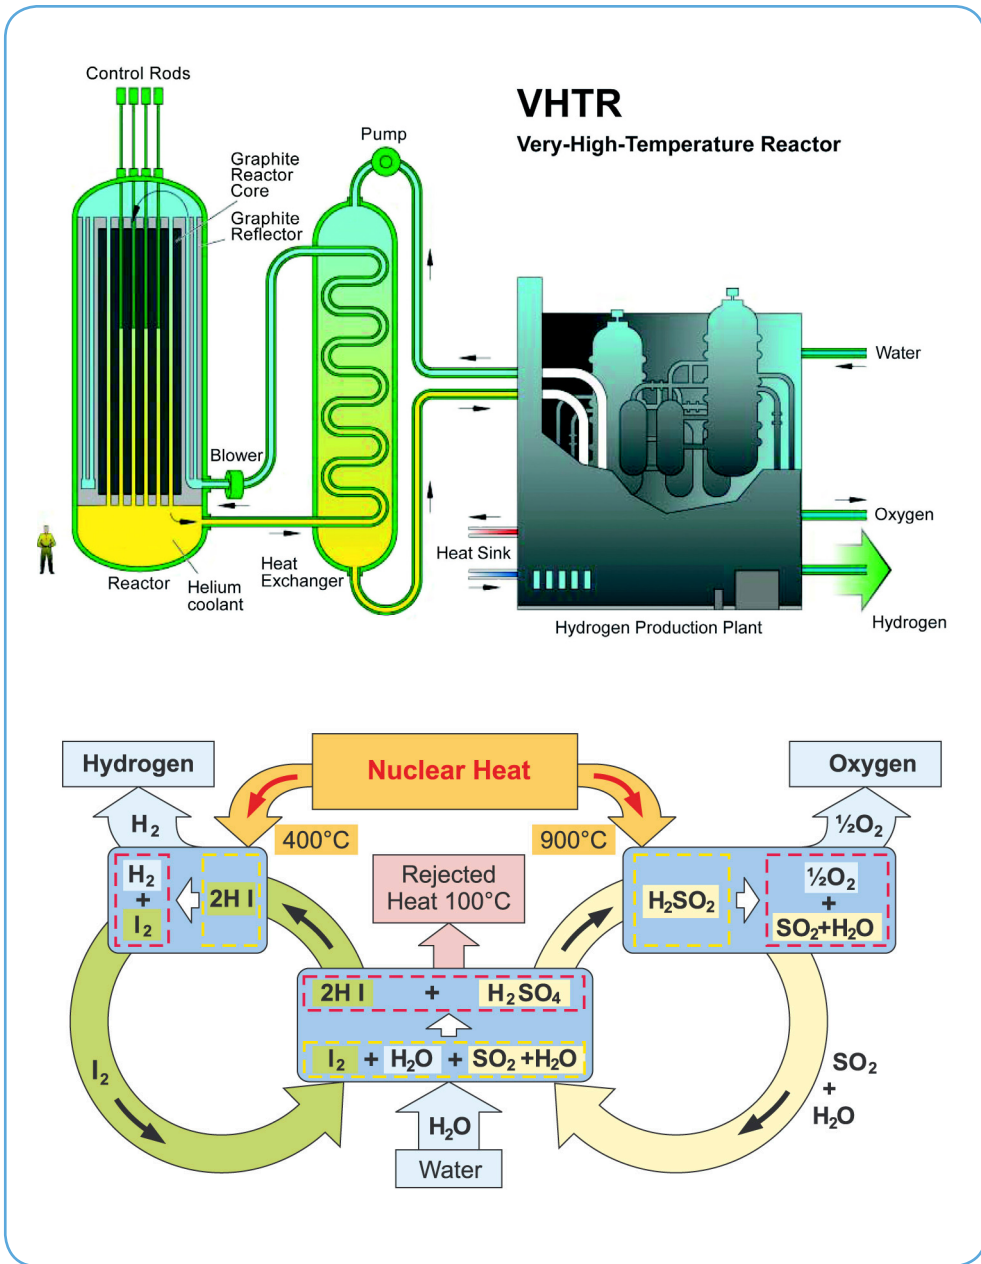 Control Rods
VHTR
Very-High-Temperature Reactor
Pump
Graphite
Reactor
Core
Graphite
Reflector
Water
Blower
Oxygen
Heat Sink
Heat
Exchanger
Reactor
Helium
coolant
Hydrogen Production Plant
Hydrogen
Hydrogen
Nuclear Heat
Oxygen
H₂
400°C
900°C
½O₂
Rejected
Heat 100°C
H₂
+
I₂
2H I
H₂SO₂
½O₂
+
SO₂+H₂O
2H I + H₂SO₄
I₂ + H₂O + SO₂+H₂O
I₂
SO₂
+
H₂O
H₂O
Water